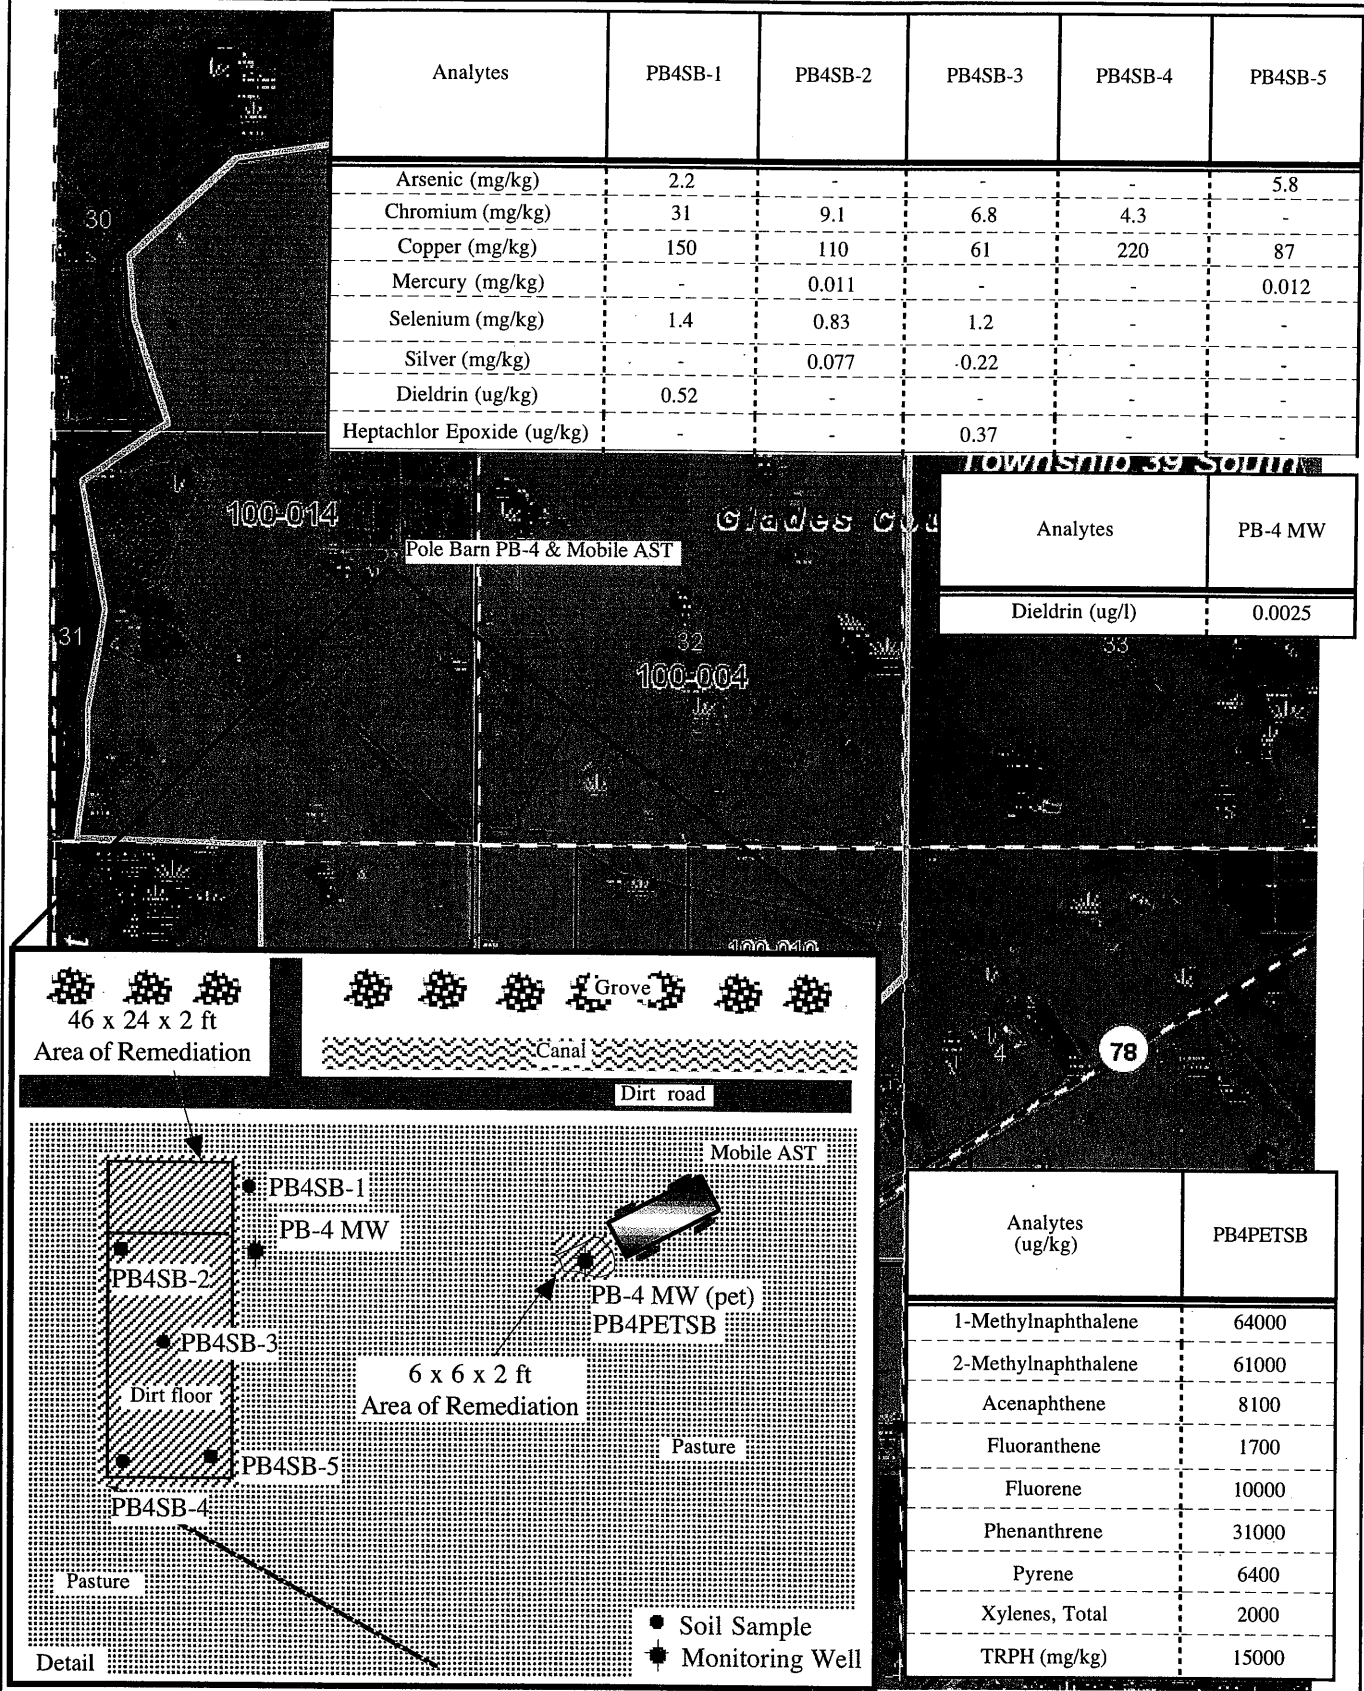 Analytes PB4SB-1 PB4SB-2 PB4SB-3 PB4SB-4 PB4SB-5
Arsenic (mg/kg) 2.2 - - - 5.8
Chromium (mg/kg) 31 9.1 6.8 4.3 -
Copper (mg/kg) 150 110 61 220 87
Mercury (mg/kg) - 0.011 - - 0.012
Selenium (mg/kg) 1.4 0.83 1.2 - -
Silver (mg/kg) - 0.077 0.22 - -
Dieldrin (ug/kg) 0.52 - - - -
Heptachlor Epoxide (ug/kg) - - 0.37 - -
30
Township 39 South
100-014
Glades Cou
Pole Barn PB-4 & Mobile AST
Analytes PB-4 MW
Dieldrin (ug/l) 0.0025
31
32
33
100-004
100-010
4
78
Grove
46 x 24 x 2 ft
Area of Remediation
Canal
Dirt road
Mobile AST
PB4SB-1
PB-4 MW
PB4SB-2
PB-4 MW (pet)
PB4PETSB
PB4SB-3
6 x 6 x 2 ft
Area of Remediation
Dirt floor
Pasture
PB4SB-5
PB4SB-4
Pasture
Soil Sample
Monitoring Well
Detail
Analytes
(ug/kg) PB4PETSB
1-Methylnaphthalene 64000
2-Methylnaphthalene 61000
Acenaphthene 8100
Fluoranthene 1700
Fluorene 10000
Phenanthrene 31000
Pyrene 6400
Xylenes, Total 2000
TRPH (mg/kg) 15000